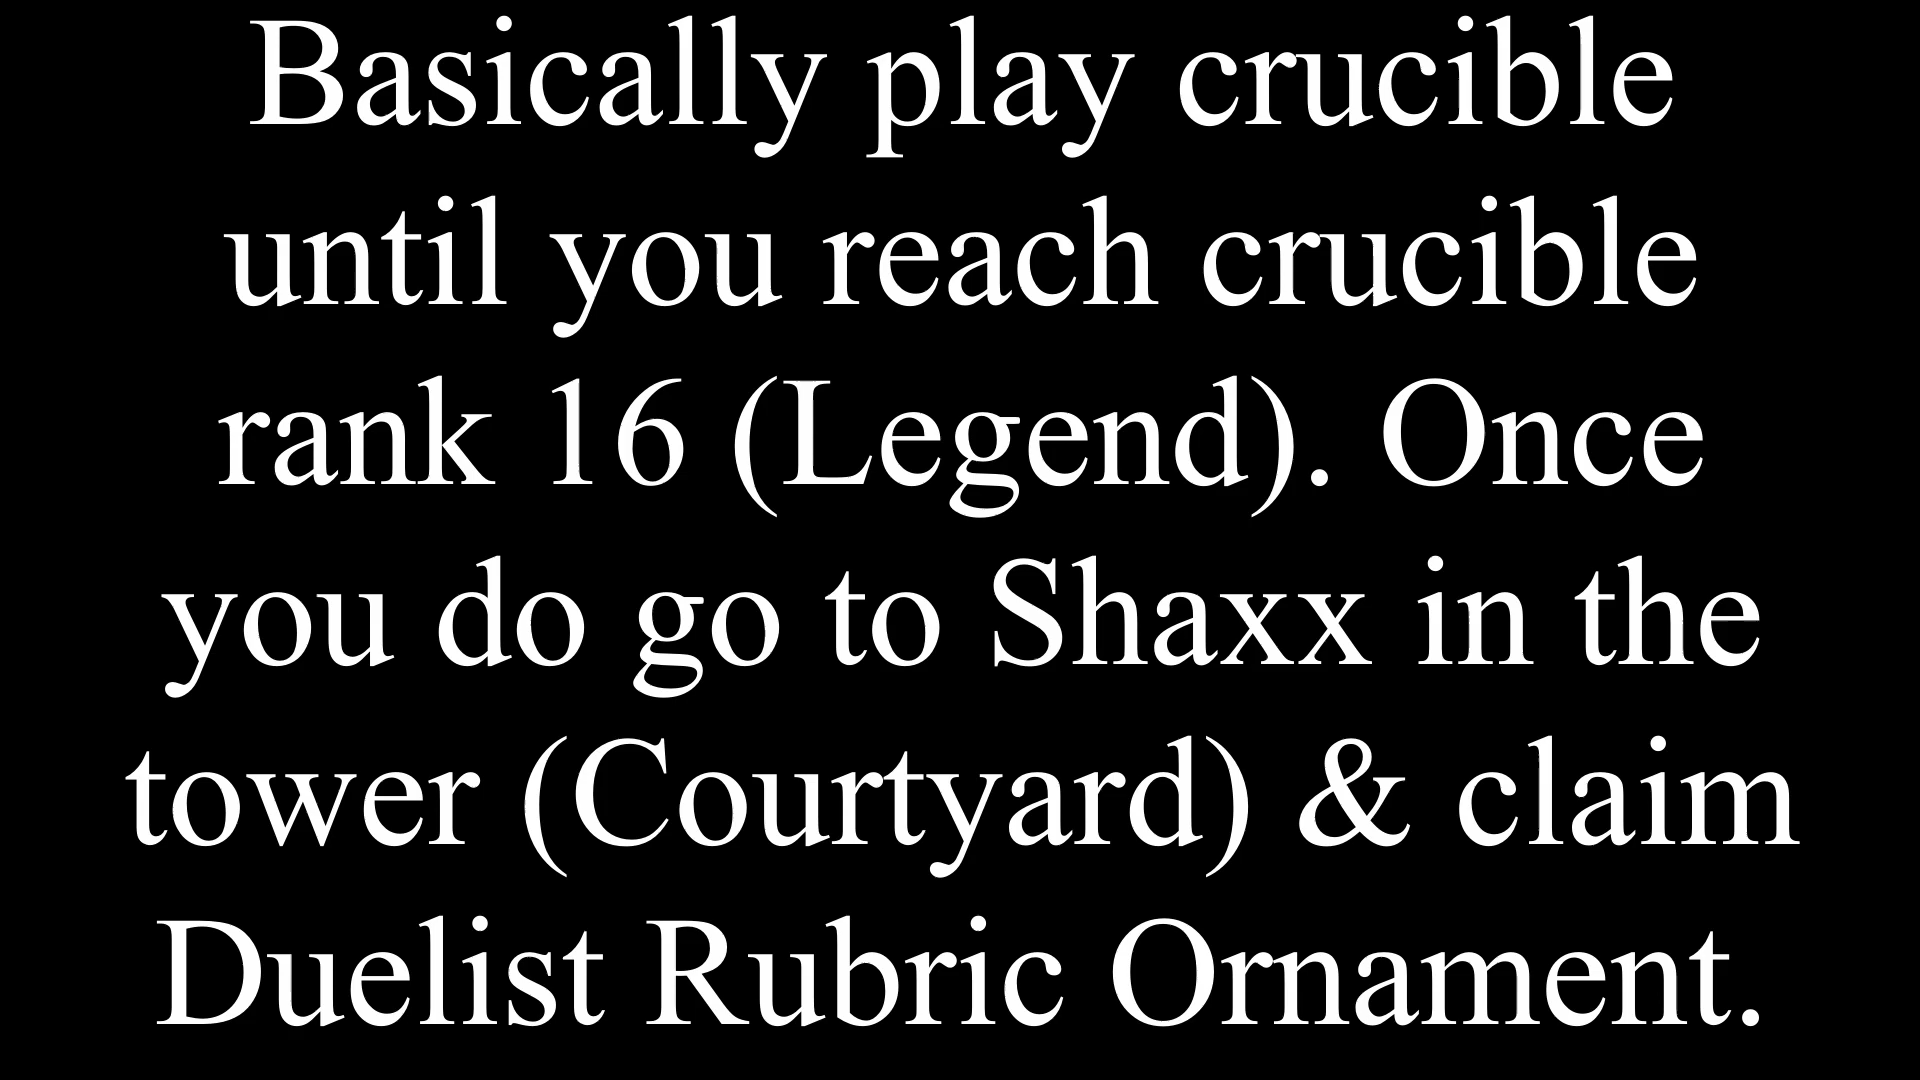 Basically play crucible
until you reach crucible
rank 16 (Legend). Once
you do go to Shaxx in the
tower (Courtyard) & claim
Duelist Rubric Ornament.